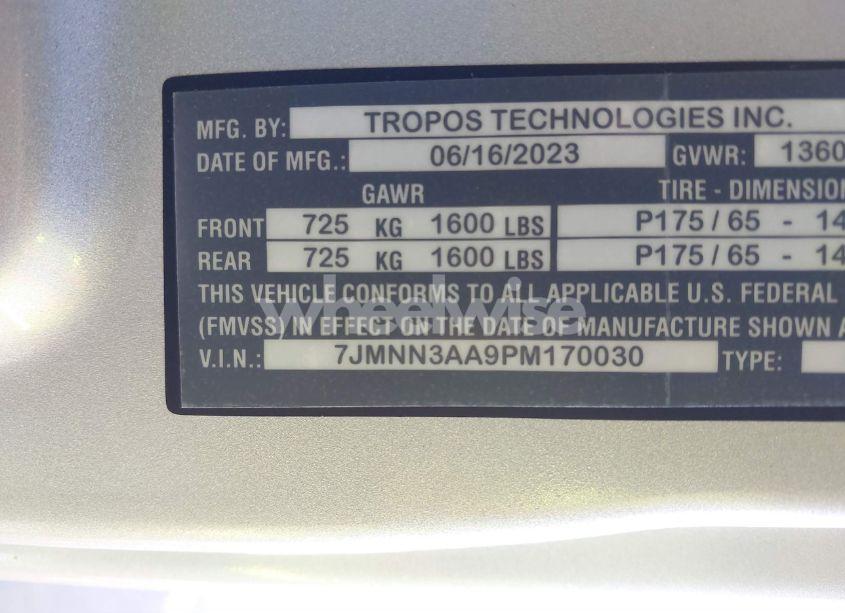 MFG. BY: TROPOS TECHNOLOGIES INC.
DATE OF MFG.: 06/16/2023 GVWR: 1360
GAWR TIRE - DIMENSION
FRONT 725 KG 1600 LBS P175 / 65 - 14
REAR 725 KG 1600 LBS P175 / 65 - 14
THIS VEHICLE CONFORMS TO ALL APPLICABLE U.S. FEDERAL
(FMVSS) IN EFFECT ON THE DATE OF MANUFACTURE SHOWN A
V.I.N.: 7JMNN3AA9PM170030 TYPE:
wheelwise